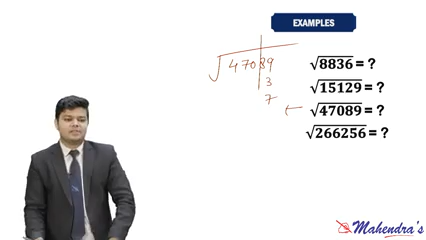 EXAMPLES
√47089
3
7
√8836 = ?
√15129 = ?
√47089 = ?
√266256 = ?
Mahendra's